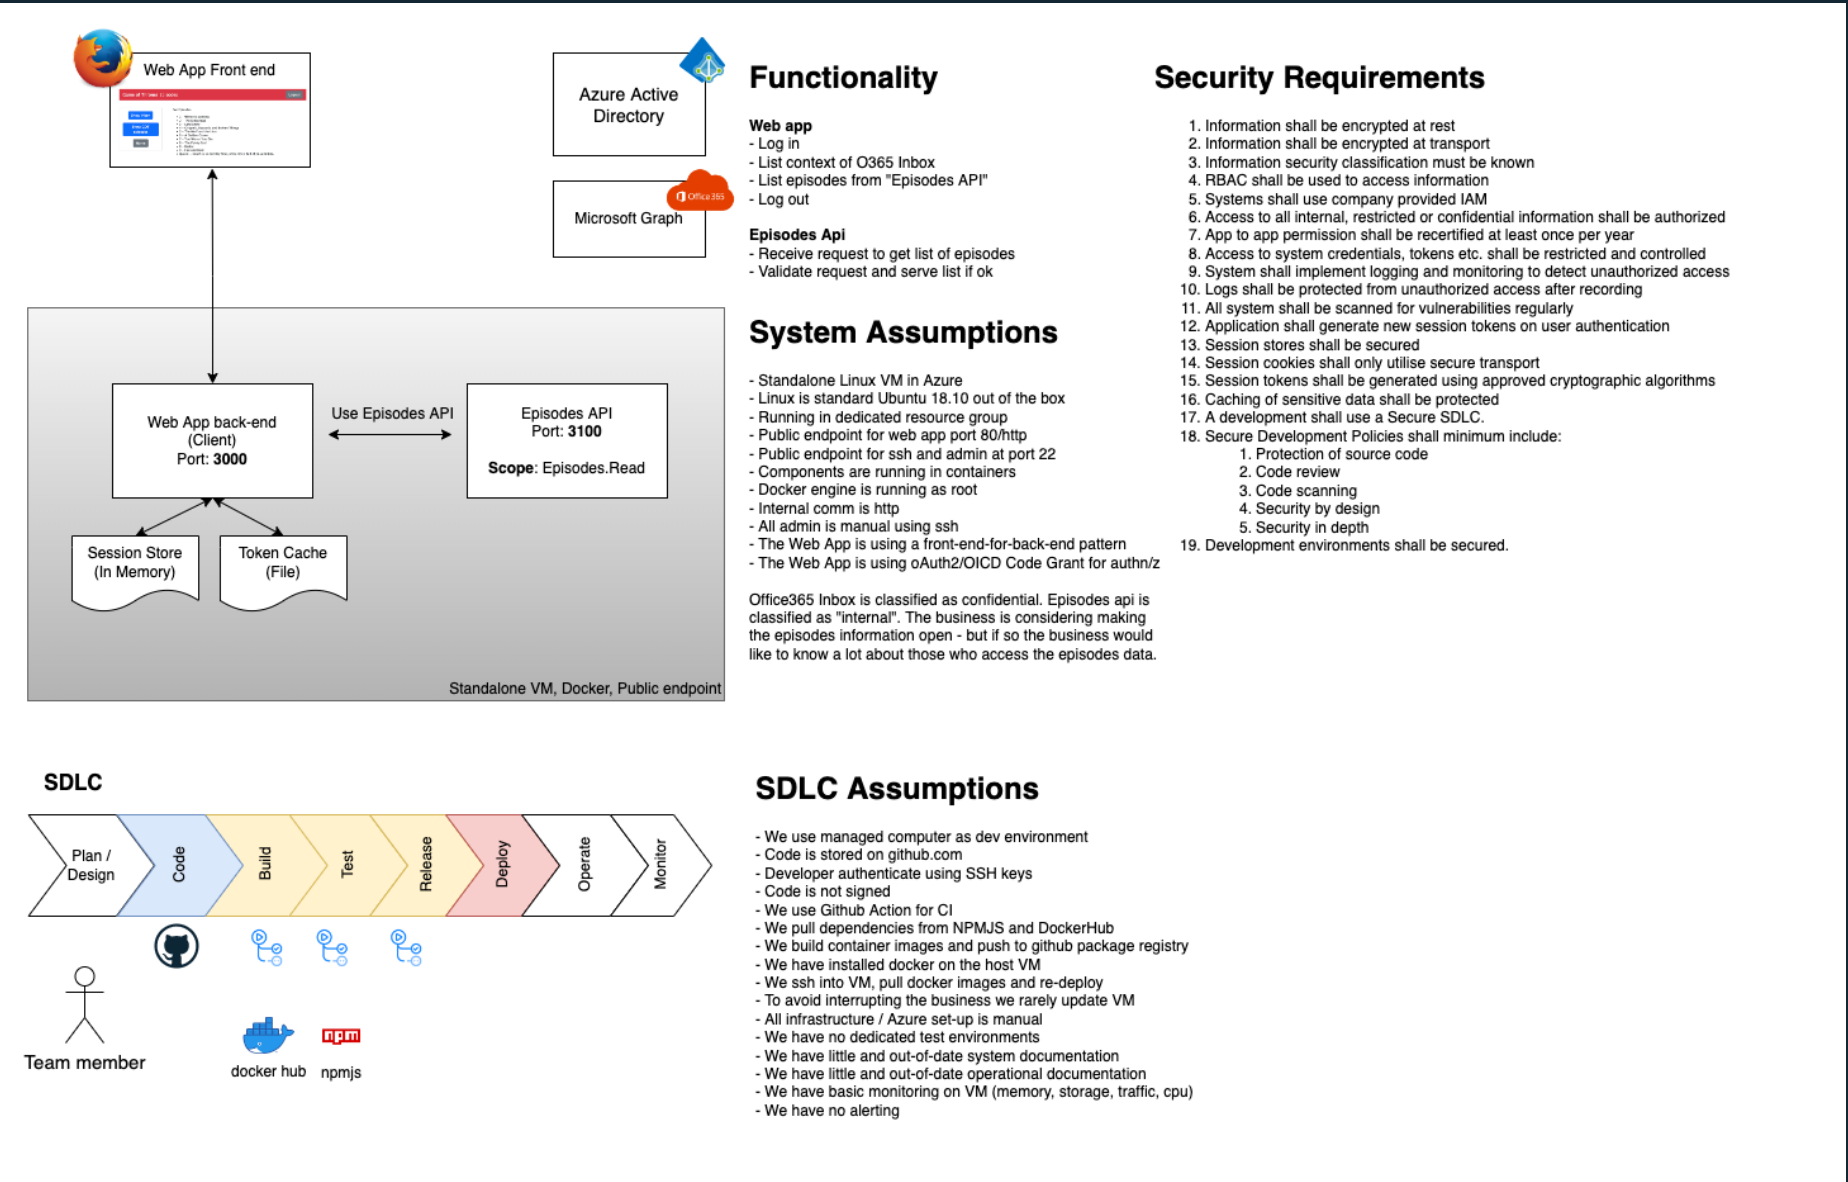 Web App Front end
Azure Active
Directory
Microsoft Graph
Office 365
Use Episodes API
Web App back-end
(Client)
Port: 3000
Episodes API
Port: 3100
Scope: Episodes.Read
Session Store
(In Memory)
Token Cache
(File)
Standalone VM, Docker, Public endpoint
Functionality
Web app
- Log in
- List context of O365 Inbox
- List episodes from "Episodes API"
- Log out
Episodes Api
- Receive request to get list of episodes
- Validate request and serve list if ok
System Assumptions
- Standalone Linux VM in Azure
- Linux is standard Ubuntu 18.10 out of the box
- Running in dedicated resource group
- Public endpoint for web app port 80/http
- Public endpoint for ssh and admin at port 22
- Components are running in containers
- Docker engine is running as root
- Internal comm is http
- All admin is manual using ssh
- The Web App is using a front-end-for-back-end pattern
- The Web App is using oAuth2/OICD Code Grant for authn/z
Office365 Inbox is classified as confidential. Episodes api is
classified as "internal". The business is considering making
the episodes information open - but if so the business would
like to know a lot about those who access the episodes data.
Security Requirements
1. Information shall be encrypted at rest
2. Information shall be encrypted at transport
3. Information security classification must be known
4. RBAC shall be used to access information
5. Systems shall use company provided IAM
6. Access to all internal, restricted or confidential information shall be authorized
7. App to app permission shall be recertified at least once per year
8. Access to system credentials, tokens etc. shall be restricted and controlled
9. System shall implement logging and monitoring to detect unauthorized access
10. Logs shall be protected from unauthorized access after recording
11. All system shall be scanned for vulnerabilities regularly
12. Application shall generate new session tokens on user authentication
13. Session stores shall be secured
14. Session cookies shall only utilise secure transport
15. Session tokens shall be generated using approved cryptographic algorithms
16. Caching of sensitive data shall be protected
17. A development shall use a Secure SDLC.
18. Secure Development Policies shall minimum include:
1. Protection of source code
2. Code review
3. Code scanning
4. Security by design
5. Security in depth
19. Development environments shall be secured.
SDLC
Plan /
Design
Code
Build
Test
Release
Deploy
Operate
Monitor
Team member
docker hub
npm
npmjs
SDLC Assumptions
- We use managed computer as dev environment
- Code is stored on github.com
- Developer authenticate using SSH keys
- Code is not signed
- We use Github Action for CI
- We pull dependencies from NPMJS and DockerHub
- We build container images and push to github package registry
- We have installed docker on the host VM
- We ssh into VM, pull docker images and re-deploy
- To avoid interrupting the business we rarely update VM
- All infrastructure / Azure set-up is manual
- We have no dedicated test environments
- We have little and out-of-date system documentation
- We have little and out-of-date operational documentation
- We have basic monitoring on VM (memory, storage, traffic, cpu)
- We have no alerting